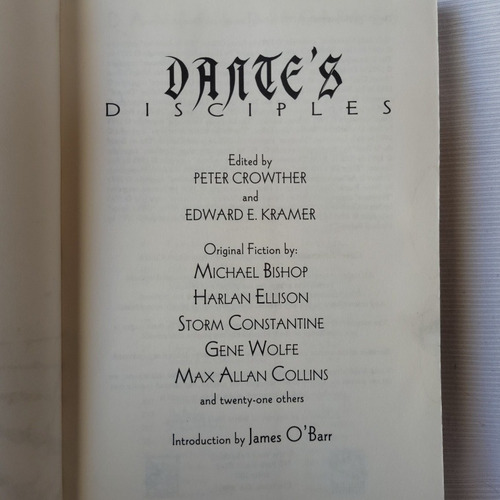 DANTE'S
DISCIPLES
Edited by
PETER CROWTHER
and
EDWARD E. KRAMER
Original Fiction by:
MICHAEL BISHOP
HARLAN ELLISON
STORM CONSTANTINE
GENE WOLFE
MAX ALLAN COLLINS
and twenty-one others
Introduction by James O'Barr